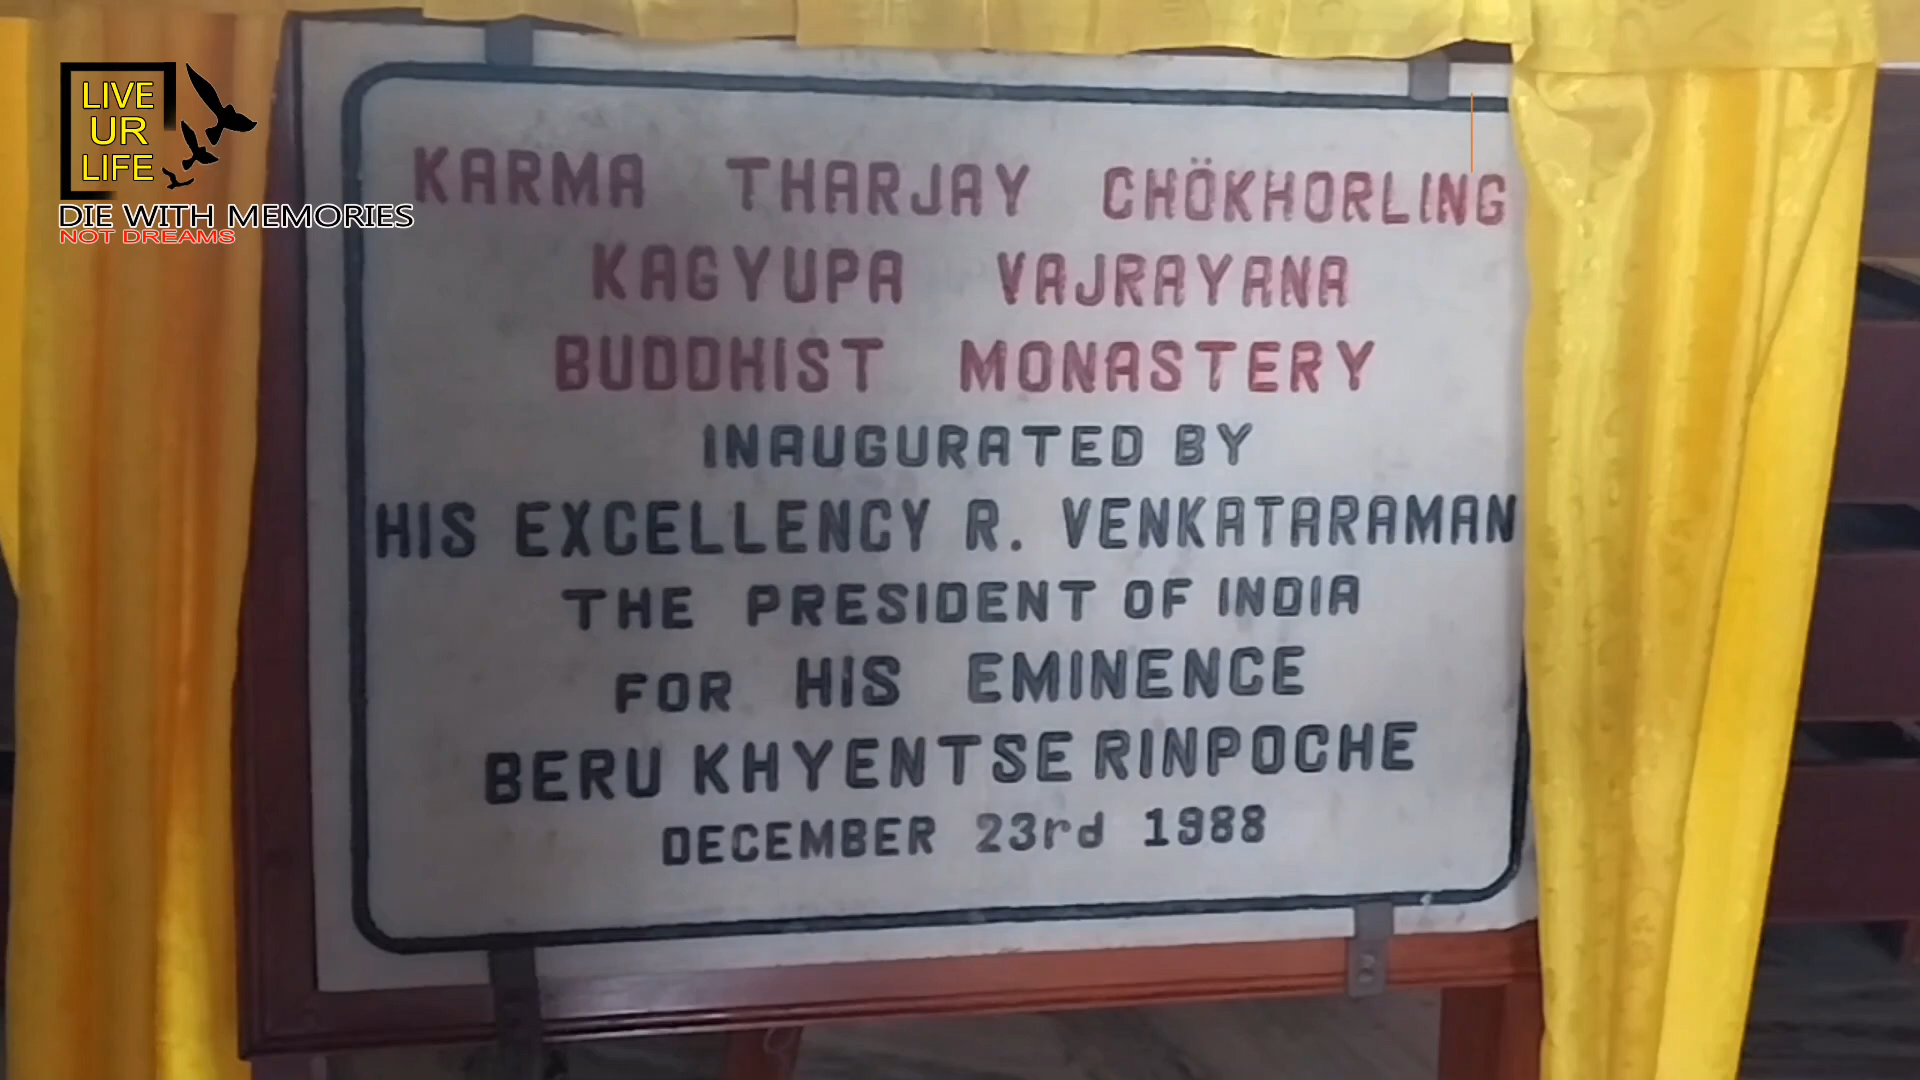 LIVE
UR
LIFE
DIE WITH MEMORIES
NOT DREAMS
KARMA THARJAY CHÖKHORLING
KAGYUPA VAJRAYANA
BUDDHIST MONASTERY
INAUGURATED BY
HIS EXCELLENCY R. VENKATARAMAN
THE PRESIDENT OF INDIA
FOR HIS EMINENCE
BERU KHYENTSE RINPOCHE
DECEMBER 23rd 1988